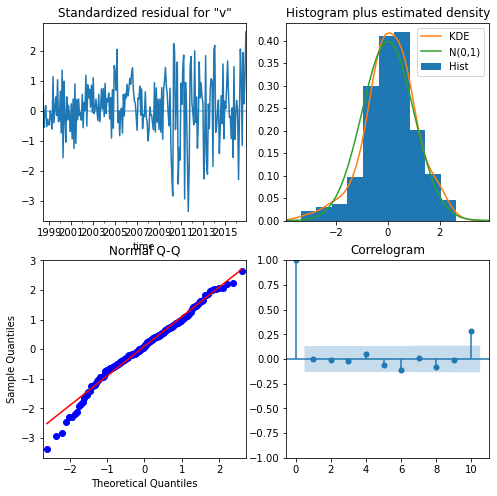 Standardized residual for "v"
Histogram plus estimated density
2
1
0
−1
−2
−3
1999 2001 2003 2005 2007 2009 2011 2013 2015
time
0.40
0.35
0.30
0.25
0.20
0.15
0.10
0.05
0.00
−2 0 2
KDE
N(0,1)
Hist
Normal Q-Q
Correlogram
Sample Quantiles
3
2
1
0
−1
−2
−3
−2 −1 0 1 2
Theoretical Quantiles
1.00
0.75
0.50
0.25
0.00
−0.25
−0.50
−0.75
−1.00
0 2 4 6 8 10